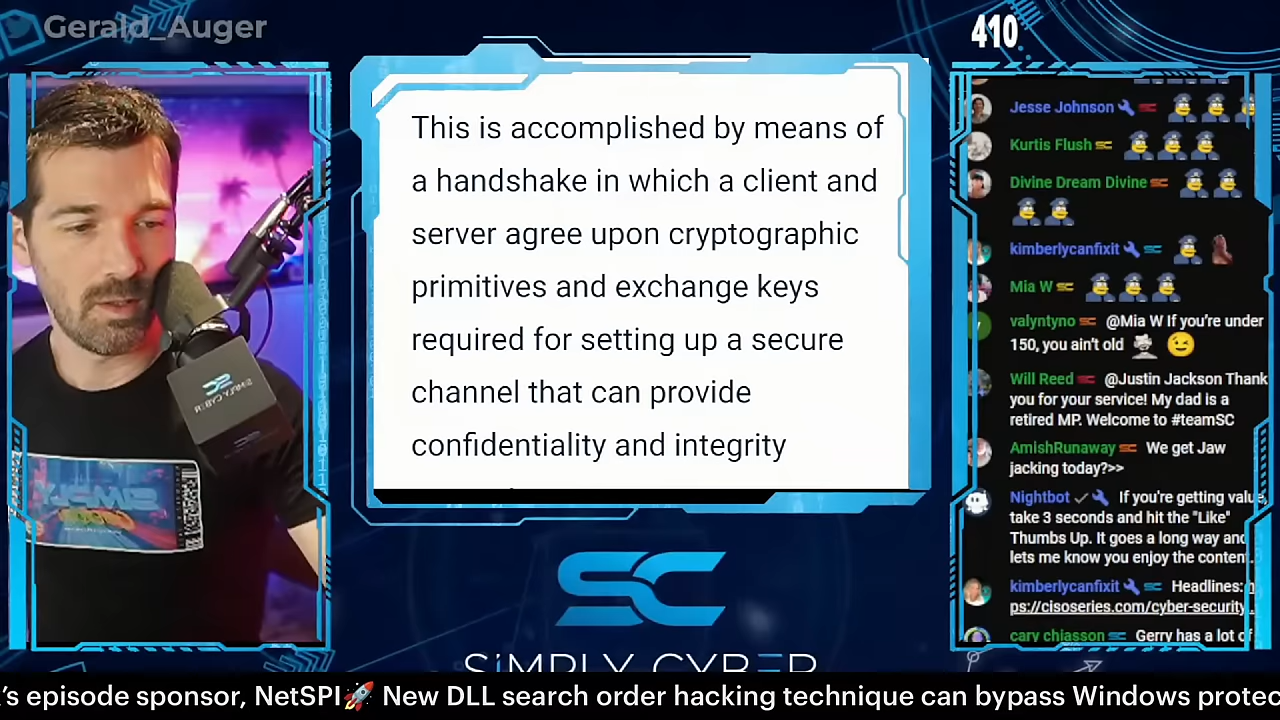 Gerald_Auger
410
This is accomplished by means of
a handshake in which a client and
server agree upon cryptographic
primitives and exchange keys
required for setting up a secure
channel that can provide
confidentiality and integrity
SC
SIMPLY CYBER
SC
SIMPLY CYBER
Jesse Johnson
Kurtis Flush
Divine Dream Divine
kimberlycanfixit
Mia W
valyntyno @Mia W If you're under
150, you ain't old
Will Reed @Justin Jackson Thank
you for your service! My dad is a
retired MP. Welcome to #teamSC
AmishRunaway We get Jaw
jacking today?>>
Nightbot If you're getting value,
take 3 seconds and hit the "Like"
Thumbs Up. It goes a long way and
lets me know you enjoy the content.
kimberlycanfixit Headlines:
ps://cisoseries.com/cyber-security...
cary chiasson Gerry has a lot of
's episode sponsor, NetSPI🚀 New DLL search order hacking technique can bypass Windows protec